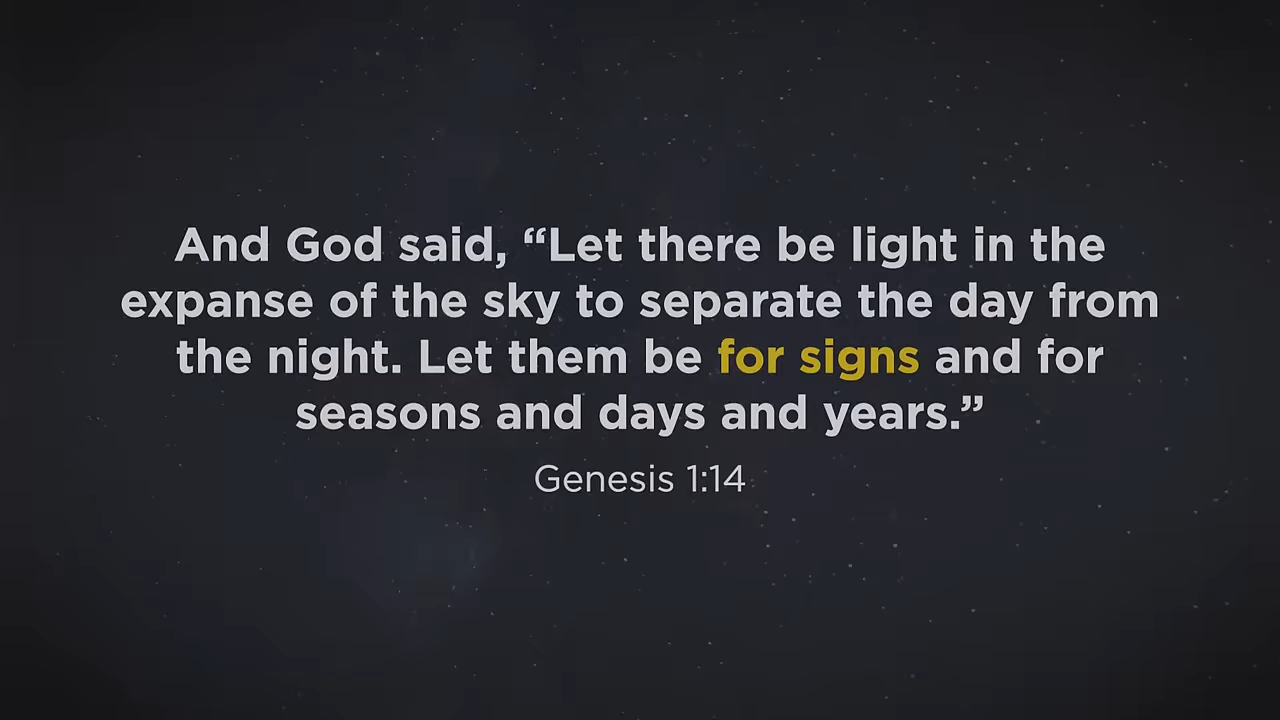 And God said, “Let there be light in the
expanse of the sky to separate the day from
the night. Let them be for signs and for
seasons and days and years.”
Genesis 1:14